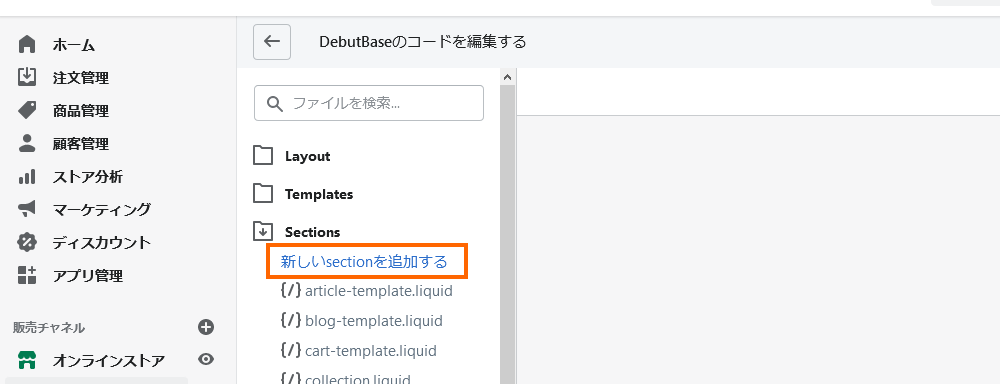 ホーム
注文管理
商品管理
顧客管理
ストア分析
マーケティング
ディスカウント
アプリ管理
販売チャネル
オンラインストア
DebutBaseのコードを編集する
ファイルを検索...
Layout
Templates
Sections
新しいsectionを追加する
{/} article-template.liquid
{/} blog-template.liquid
{/} cart-template.liquid
{/} collection.liquid